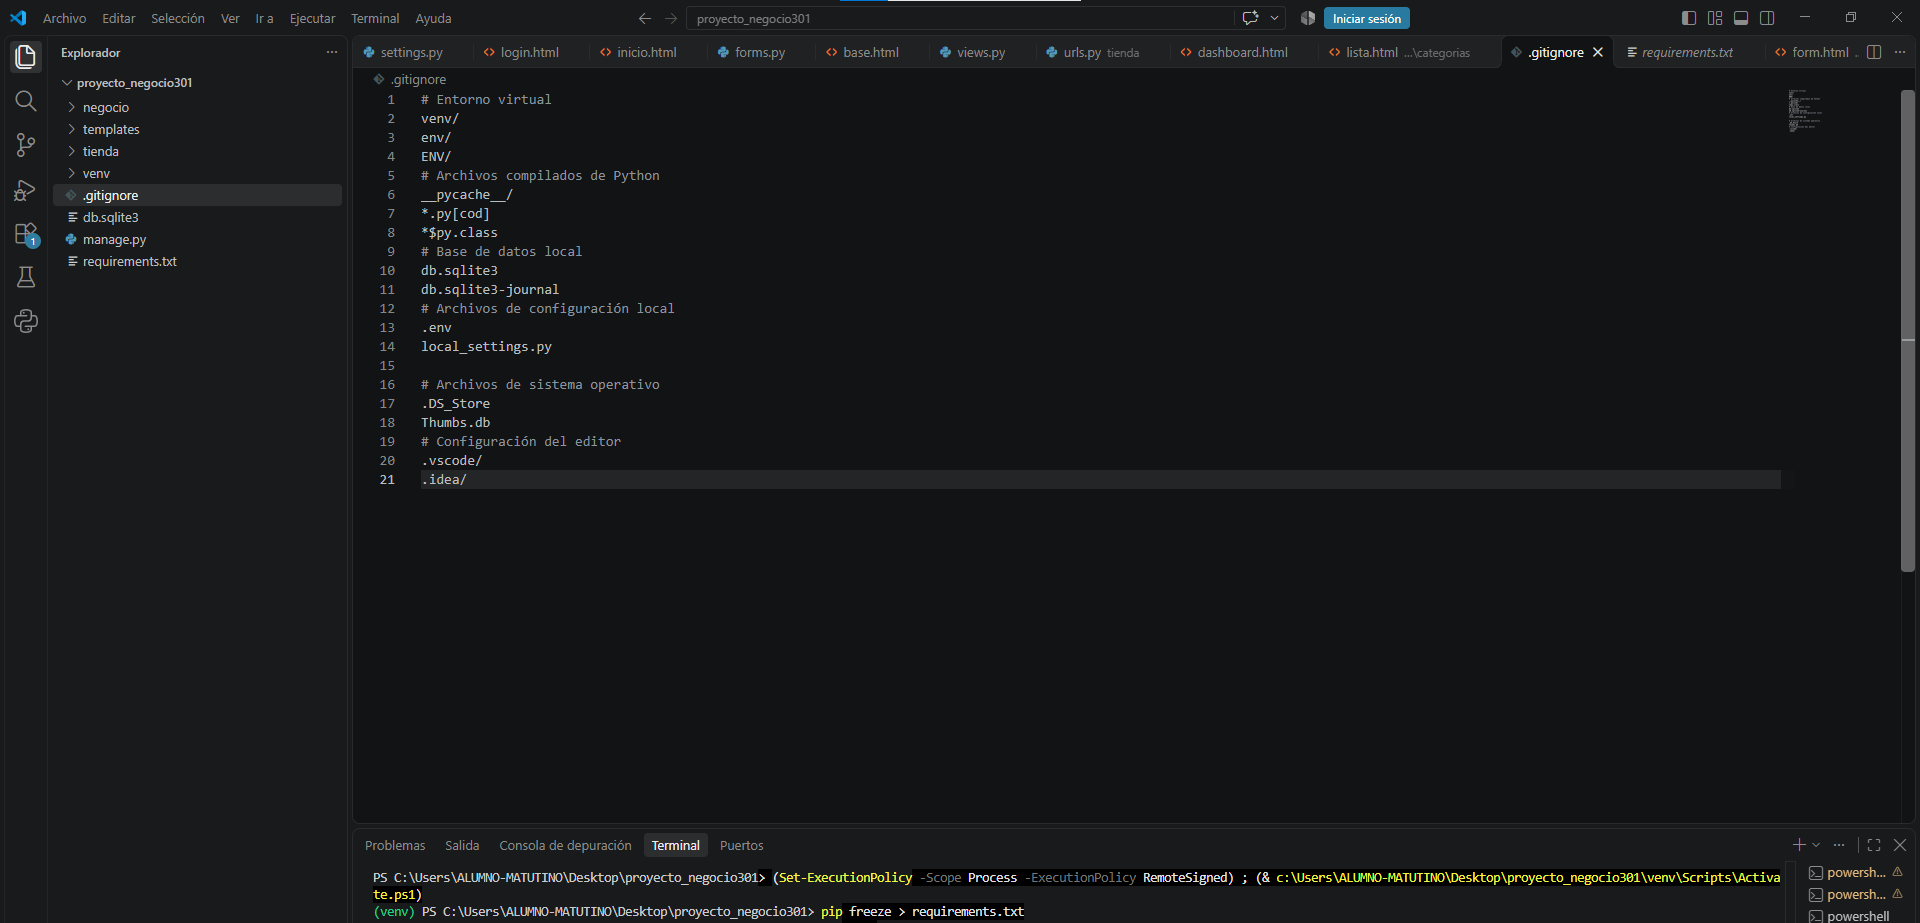 Archivo Editar Selección Ver Ir a Ejecutar Terminal Ayuda
proyecto_negocio301
Iniciar sesión
Explorador
proyecto_negocio301
negocio
templates
tienda
venv
.gitignore
db.sqlite3
manage.py
requirements.txt
1
settings.py login.html inicio.html forms.py base.html views.py urls.py tienda dashboard.html lista.html ...\categorias .gitignore requirements.txt form.html
.gitignore
1 # Entorno virtual
2 venv/
3 env/
4 ENV/
5 # Archivos compilados de Python
6 __pycache__/
7 *.py[cod]
8 *$py.class
9 # Base de datos local
10 db.sqlite3
11 db.sqlite3-journal
12 # Archivos de configuración local
13 .env
14 local_settings.py
15
16 # Archivos de sistema operativo
17 .DS_Store
18 Thumbs.db
19 # Configuración del editor
20 .vscode/
21 .idea/
Problemas Salida Consola de depuración Terminal Puertos
PS C:\Users\ALUMNO-MATUTINO\Desktop\proyecto_negocio301> (Set-ExecutionPolicy -Scope Process -ExecutionPolicy RemoteSigned) ; (& c:\Users\ALUMNO-MATUTINO\Desktop\proyecto_negocio301\venv\Scripts\Activa
te.ps1)
(venv) PS C:\Users\ALUMNO-MATUTINO\Desktop\proyecto_negocio301> pip freeze > requirements.txt
powersh...
powersh...
powershell